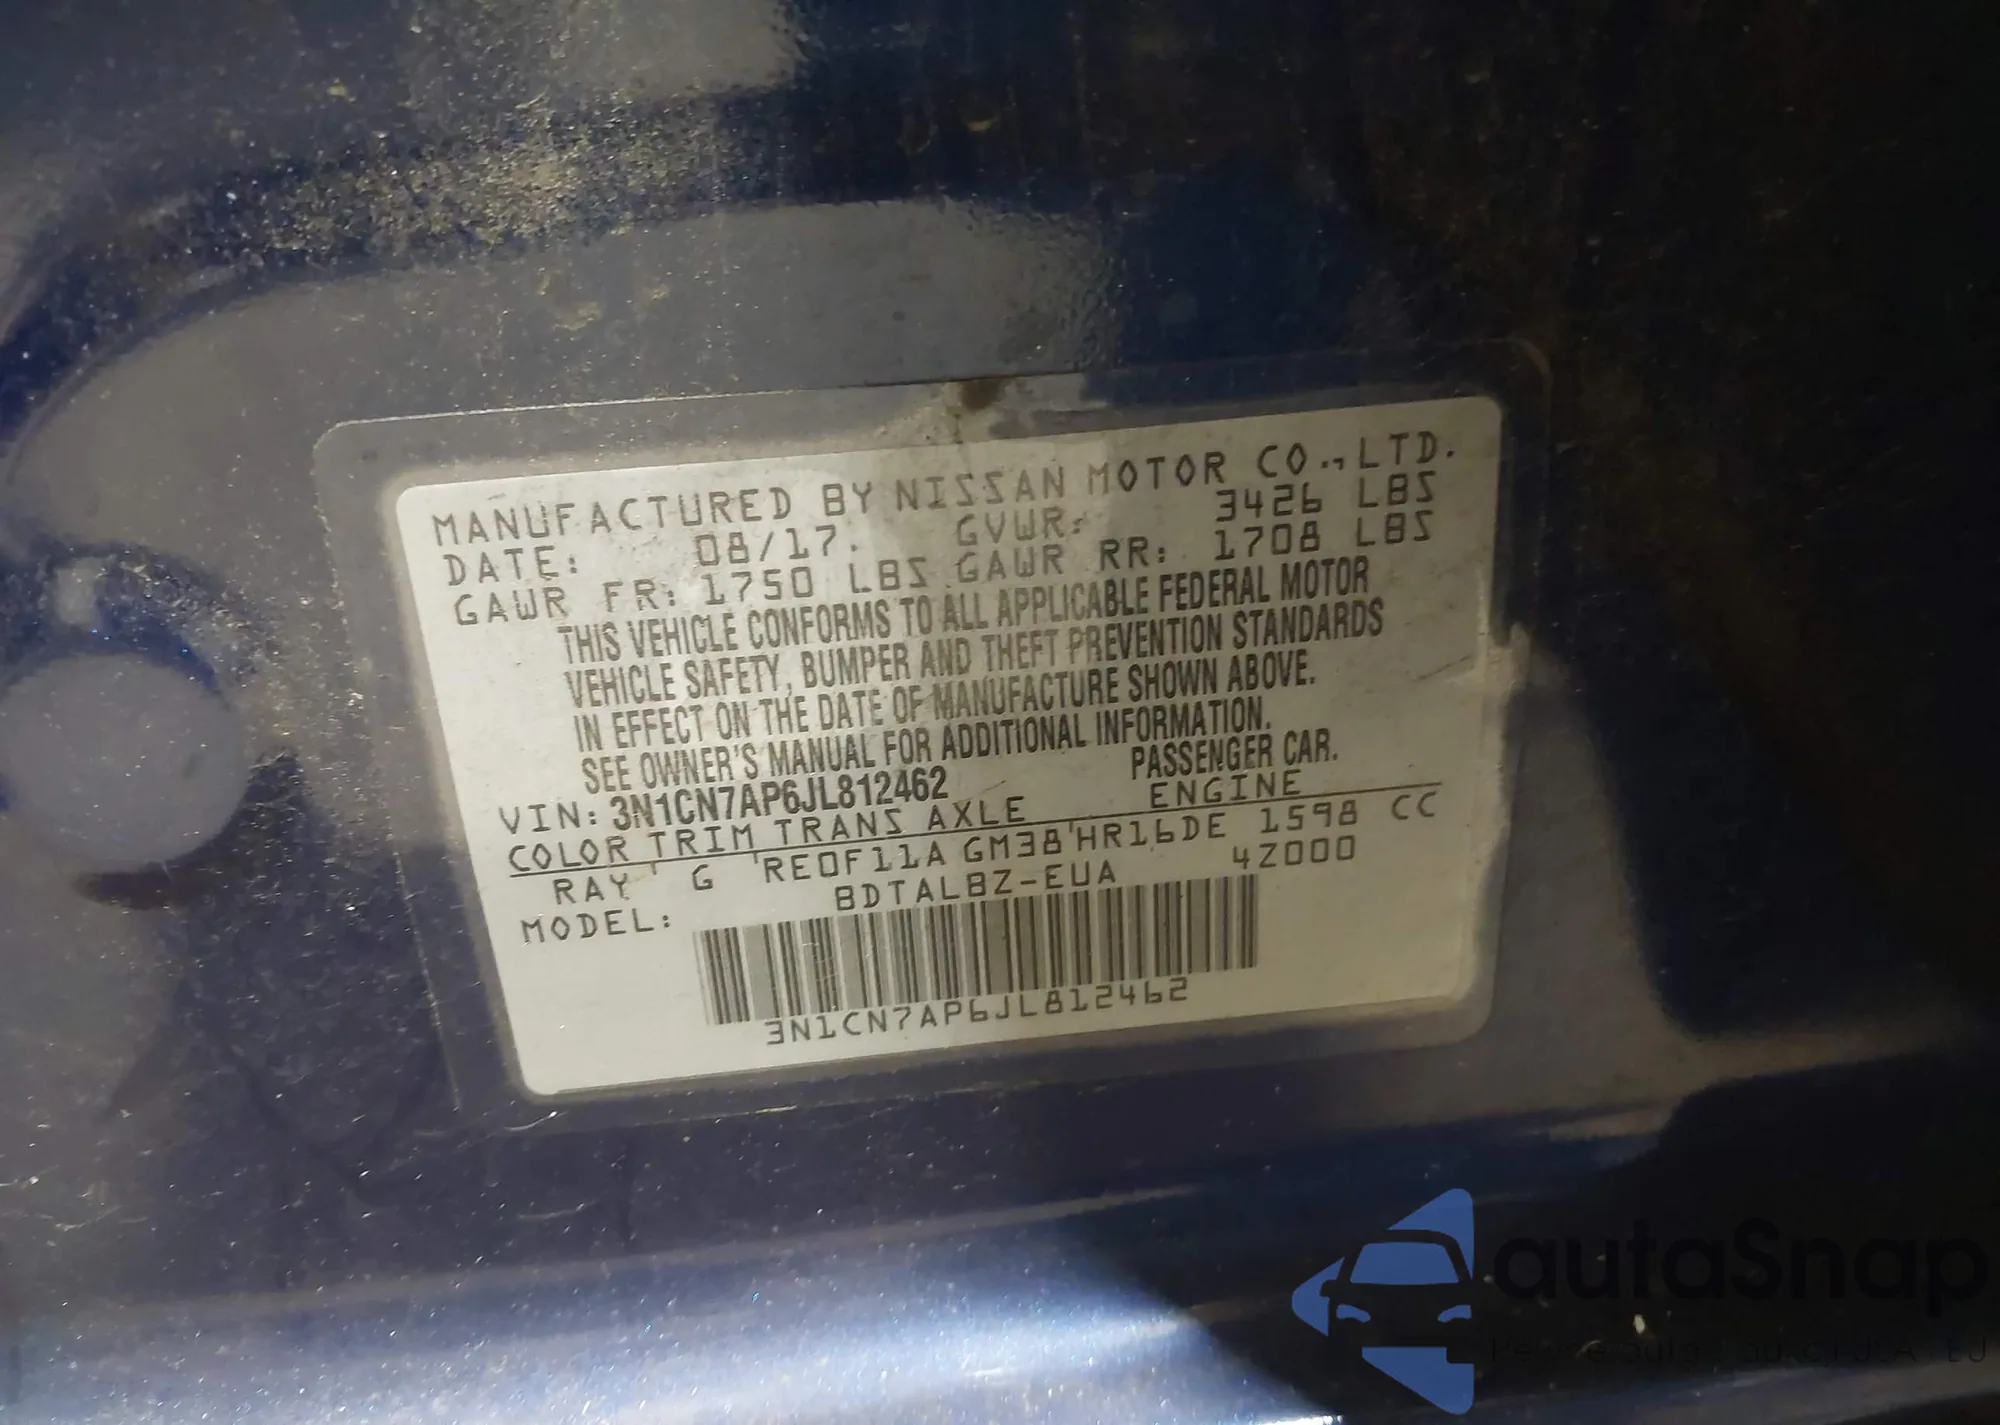 MANUFACTURED BY NISSAN MOTOR CO., LTD.
DATE: 08/17. GVWR: 3426 LBS
GAWR FR: 1750 LBS GAWR RR: 1708 LBS
THIS VEHICLE CONFORMS TO ALL APPLICABLE FEDERAL MOTOR
VEHICLE SAFETY, BUMPER AND THEFT PREVENTION STANDARDS
IN EFFECT ON THE DATE OF MANUFACTURE SHOWN ABOVE.
SEE OWNER'S MANUAL FOR ADDITIONAL INFORMATION.
VIN: 3N1CN7AP6JL812462 PASSENGER CAR.
COLOR TRIM TRANS AXLE ENGINE
RAY G RE0F11A GM38 HR16DE 1598 CC
MODEL: BDTALBZ-EUA 4Z000
3N1CN7AP6JL812462
autaSnap